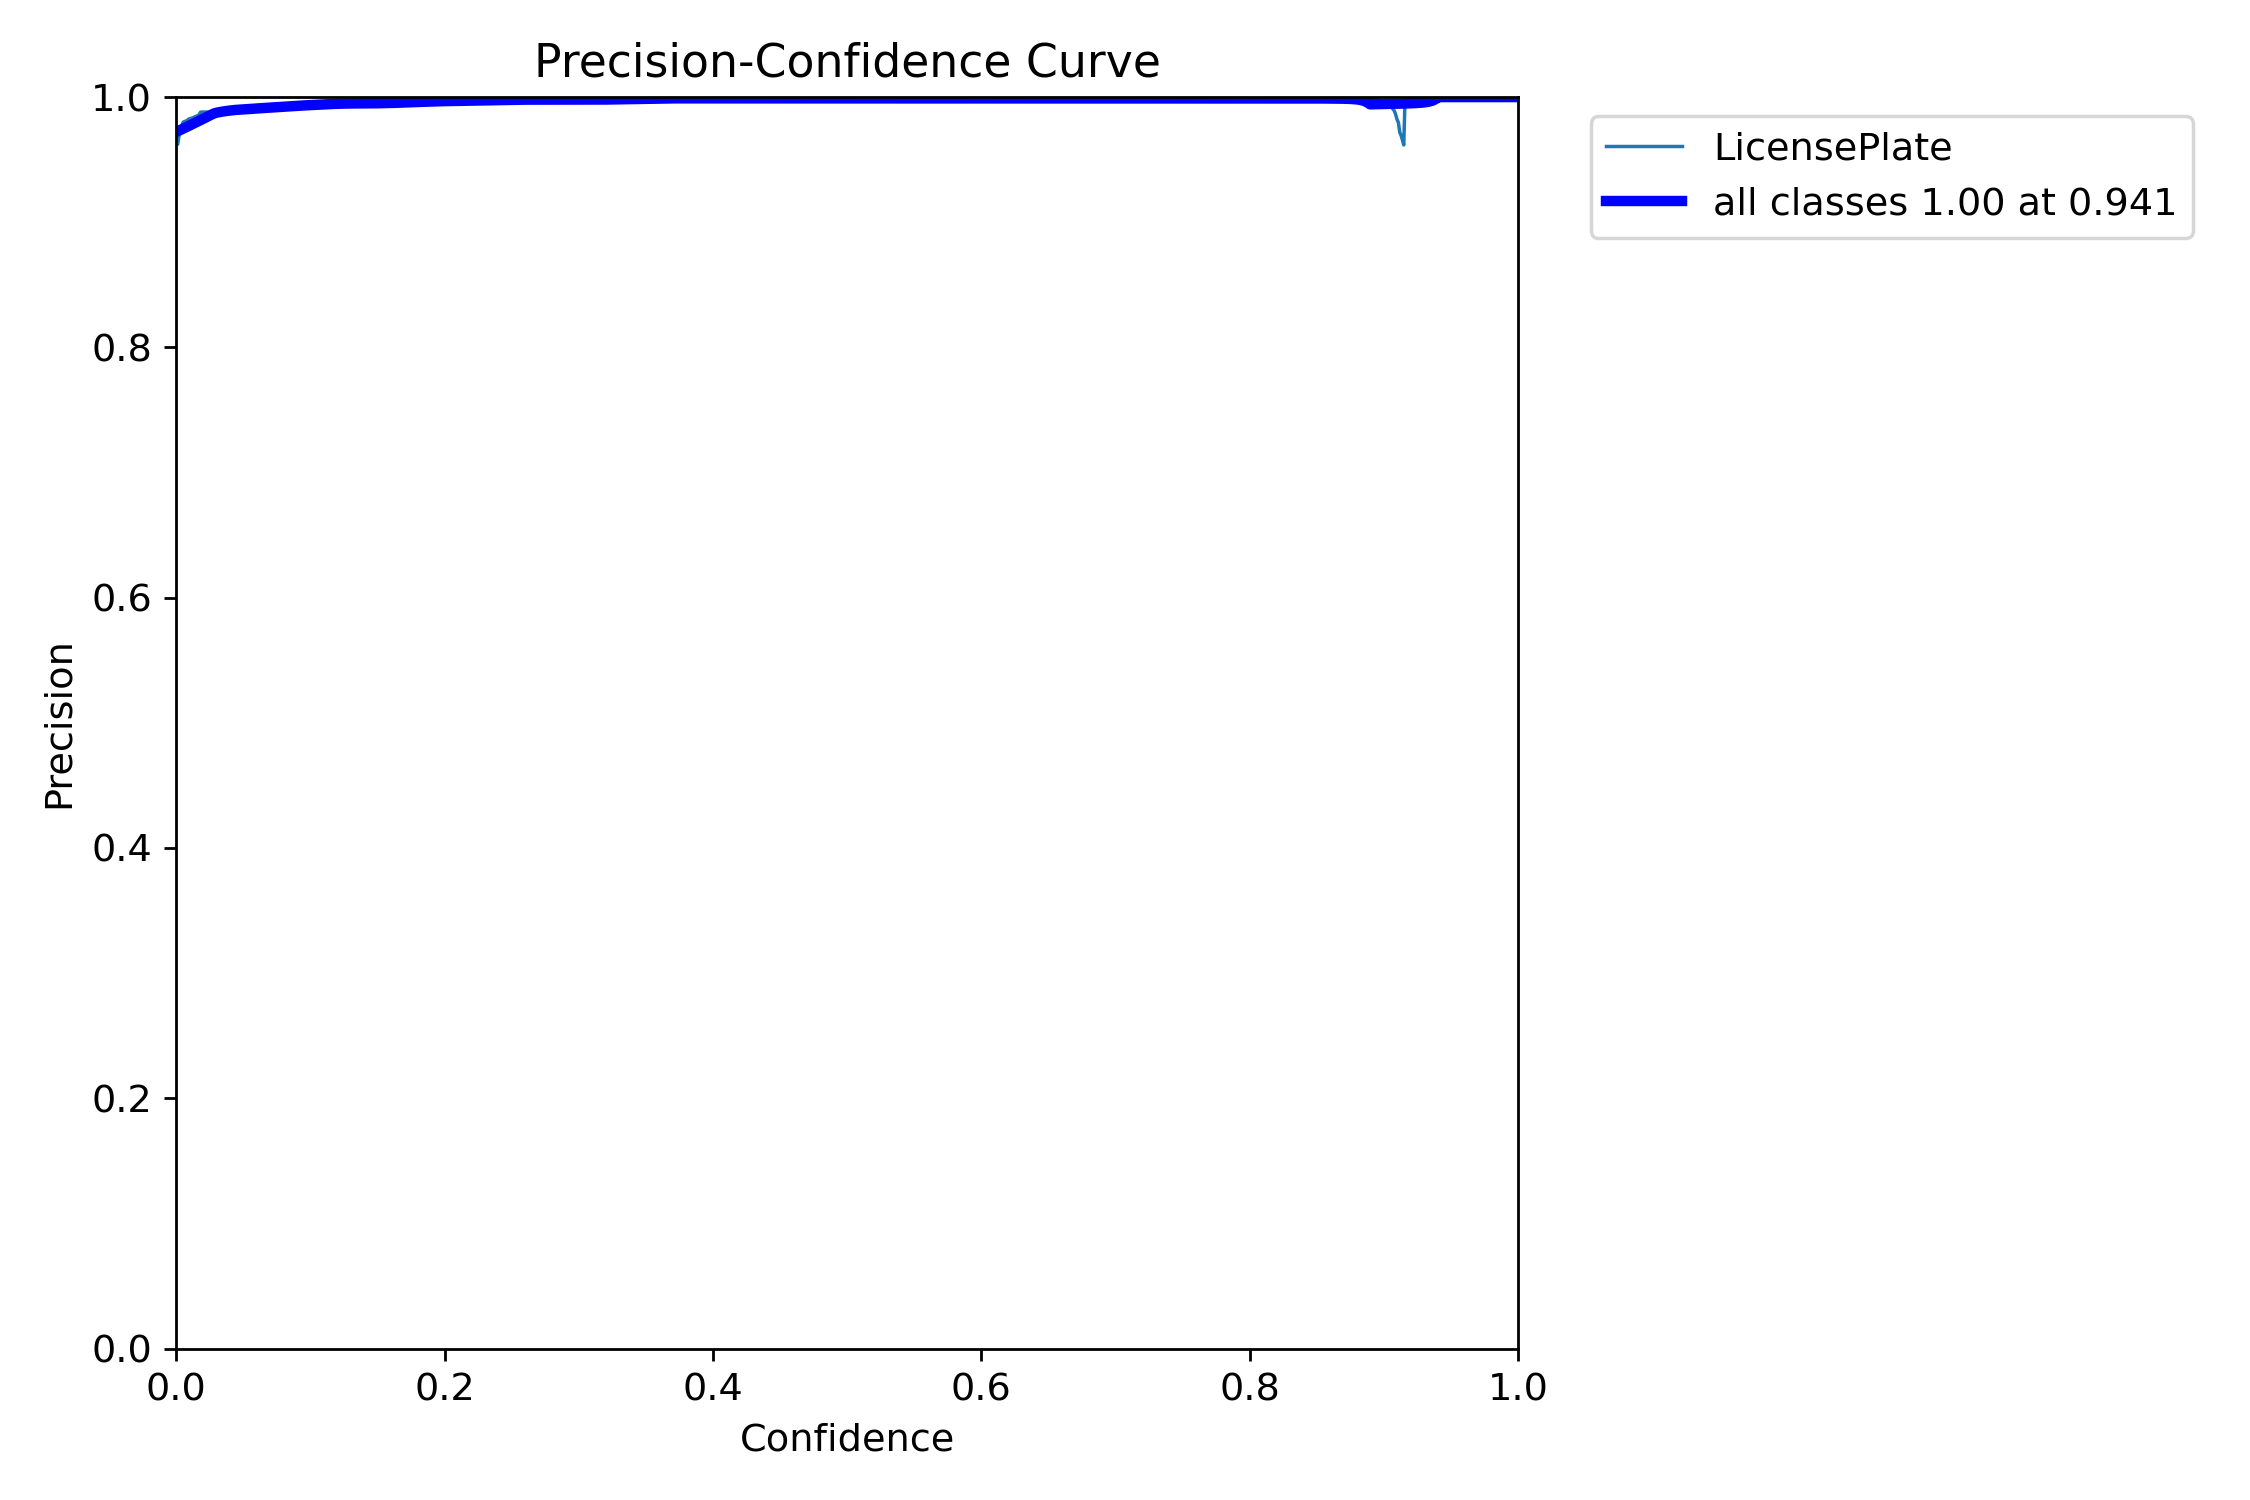 Precision-Confidence Curve
1.0
0.8
0.6
0.4
0.2
0.0
Precision
0.0 0.2 0.4 0.6 0.8 1.0
Confidence
LicensePlate
all classes 1.00 at 0.941